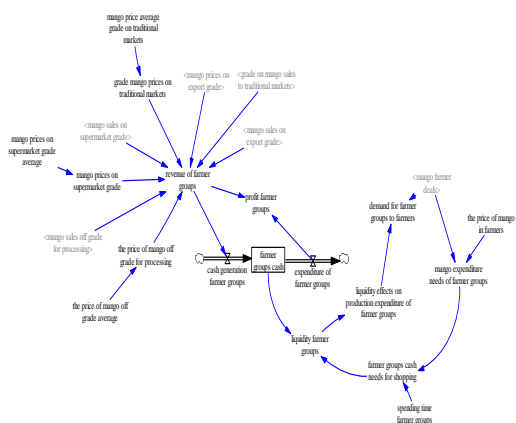 mango price average
grade on traditional
markets
grade mango prices on
traditional markets
<mango prices on
export grade>
<grade on mango sales
to traditional markets>
<mango sales on
supermarket grade>
<mango sales on
export grade>
mango prices on
supermarket grade
average
mango prices on
supermarket grade
revenue of farmer
groups
profit farmer
groups
<mango farmer
deals>
demand for farmer
groups to farmers
the price of mango
in farmers
<mango sales off grade
for processing>
the price of mango off
grade for processing
cash generation
farmer groups
farmer
groups cash
expenditure of
farmer groups
mango expenditure
needs of farmer groups
the price of mango off
grade average
liquidity effects on
production expenditure of
farmer groups
liquidity farmer
groups
farmer groups cash
needs for shopping
spending time
farmer groups